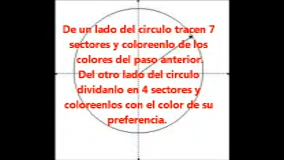 De un lado del circulo tracen 7
sectores y coloreenlo de los
colores del paso anterior.
Del otro lado del circulo
dividanlo en 4 sectores y
coloreenlos con el color de su
preferencia.